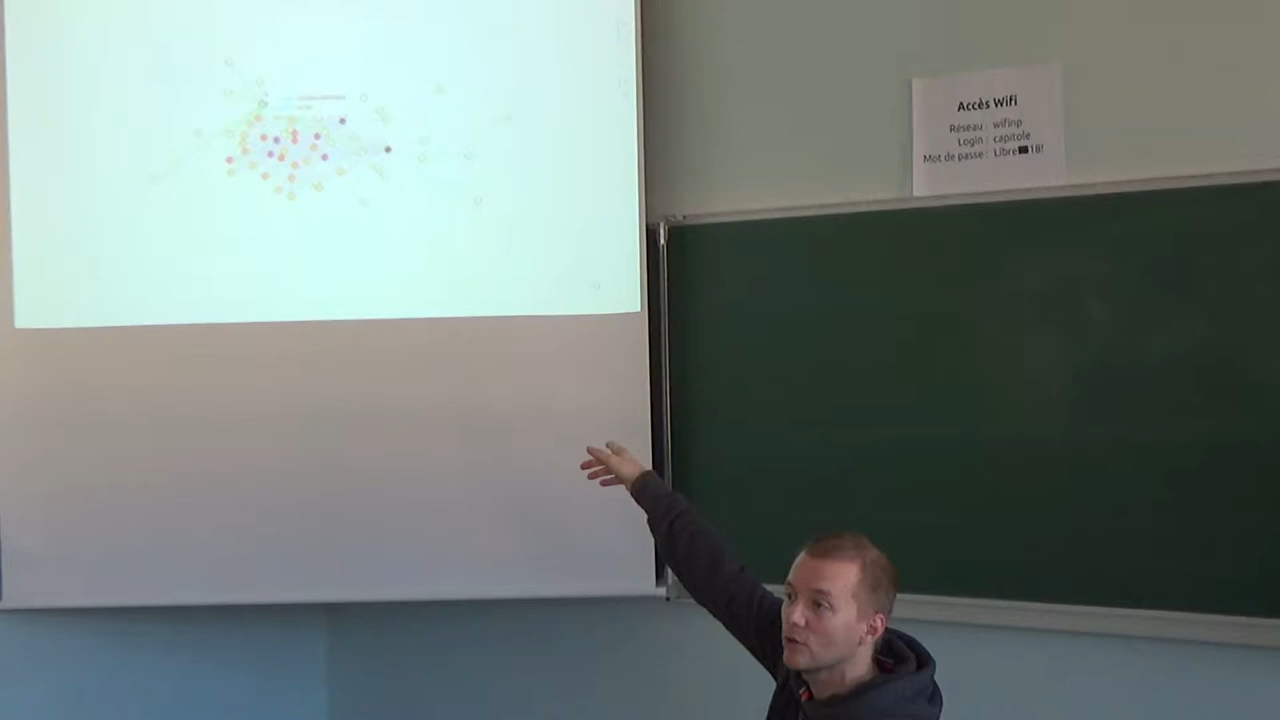 Accès Wifi
Réseau : wifinp
Login : capitole
Mot de passe : Libre 18!